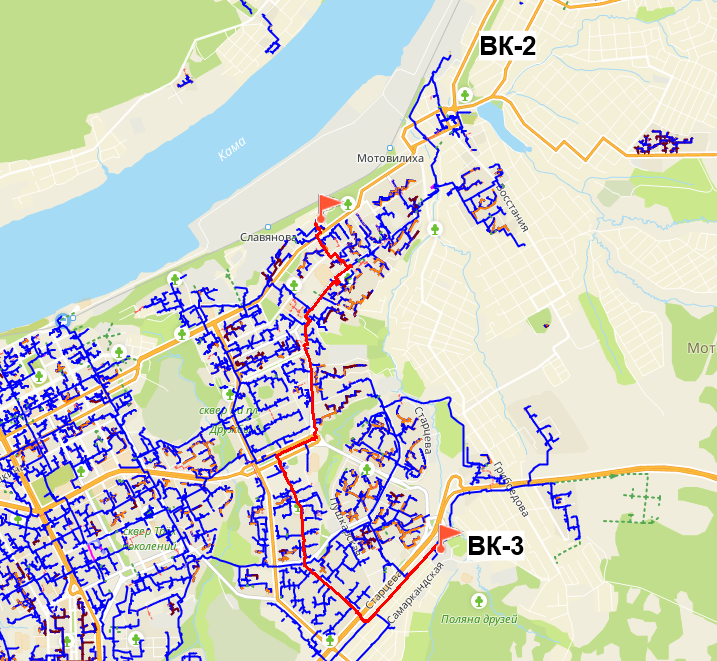 ВК-2
Кама
Мотовилиха
Восстания
Славянова
Мот
сквер
пл
Дружбы
Старцева
Грибоедова
Пушкарская
сквер Трёх
поколений
ВК-3
Старцева
Самаркандская
Поляна друзей